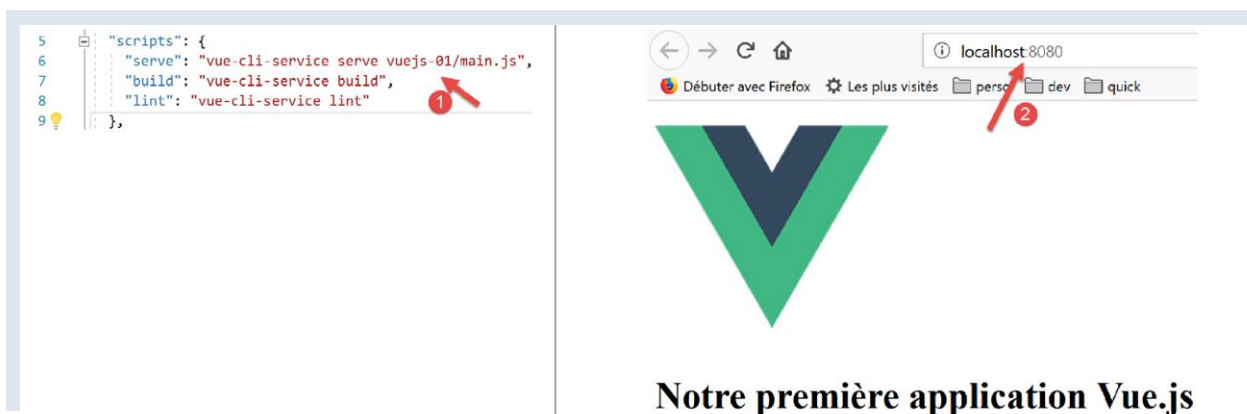 5 "scripts": {
6 "serve": "vue-cli-service serve vuejs-01/main.js",
7 "build": "vue-cli-service build",
8 "lint": "vue-cli-service lint"
9 },
1
localhost:8080
Débuter avec Firefox Les plus visités perso dev quick
2
Notre première application Vue.js